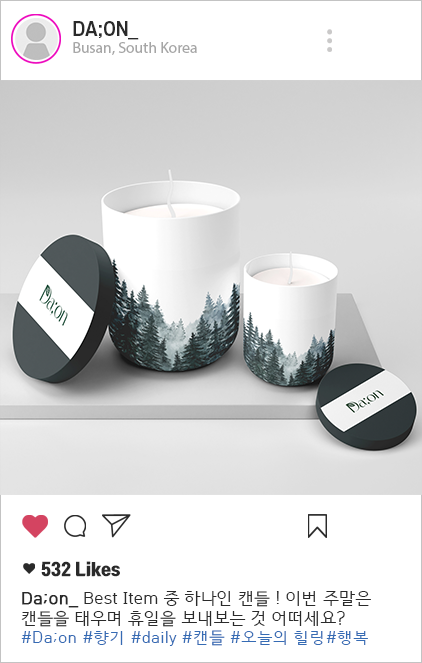 DA;ON_
Busan, South Korea
Da;on
Da;on
532 Likes
Da;on_ Best Item 중 하나인 캔들 ! 이번 주말은
캔들을 태우며 휴일을 보내보는 것 어떠세요?
#Da;on #향기 #daily #캔들 #오늘의 힐링#행복